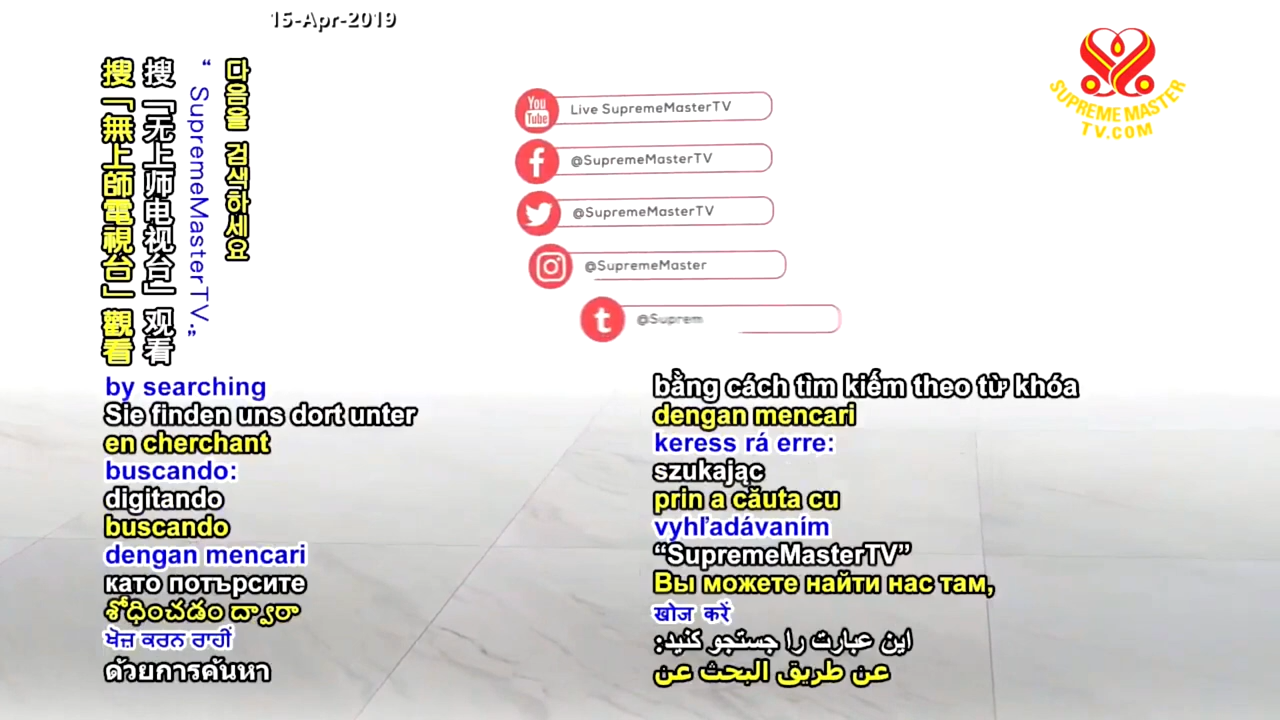 15-Apr-2019
SUPREME MASTER
TV.COM
搜「無上師電視台」觀看
搜「无上师电视台」观看
“ SupremeMasterTV.”
다음을 검색하세요
You
Tube
Live SupremeMasterTV
@SupremeMasterTV
@SupremeMasterTV
@SupremeMaster
@Suprem
by searching
Sie finden uns dort unter
en cherchant
buscando:
digitando
buscando
dengan mencari
като потърсите
శోధించడం ద్వారా
ਖੋਜ਼ ਕਰਨ ਰਾਹੀਂ
ด้วยการค้นหา
bằng cách tìm kiếm theo từ khóa
dengan mencari
keress rá erre:
szukając
prin a căuta cu
vyhľadávaním
“SupremeMasterTV”
Вы можете найти нас там,
खोज करें
این عبارت را جستجو کنید:
عن طريق البحث عن